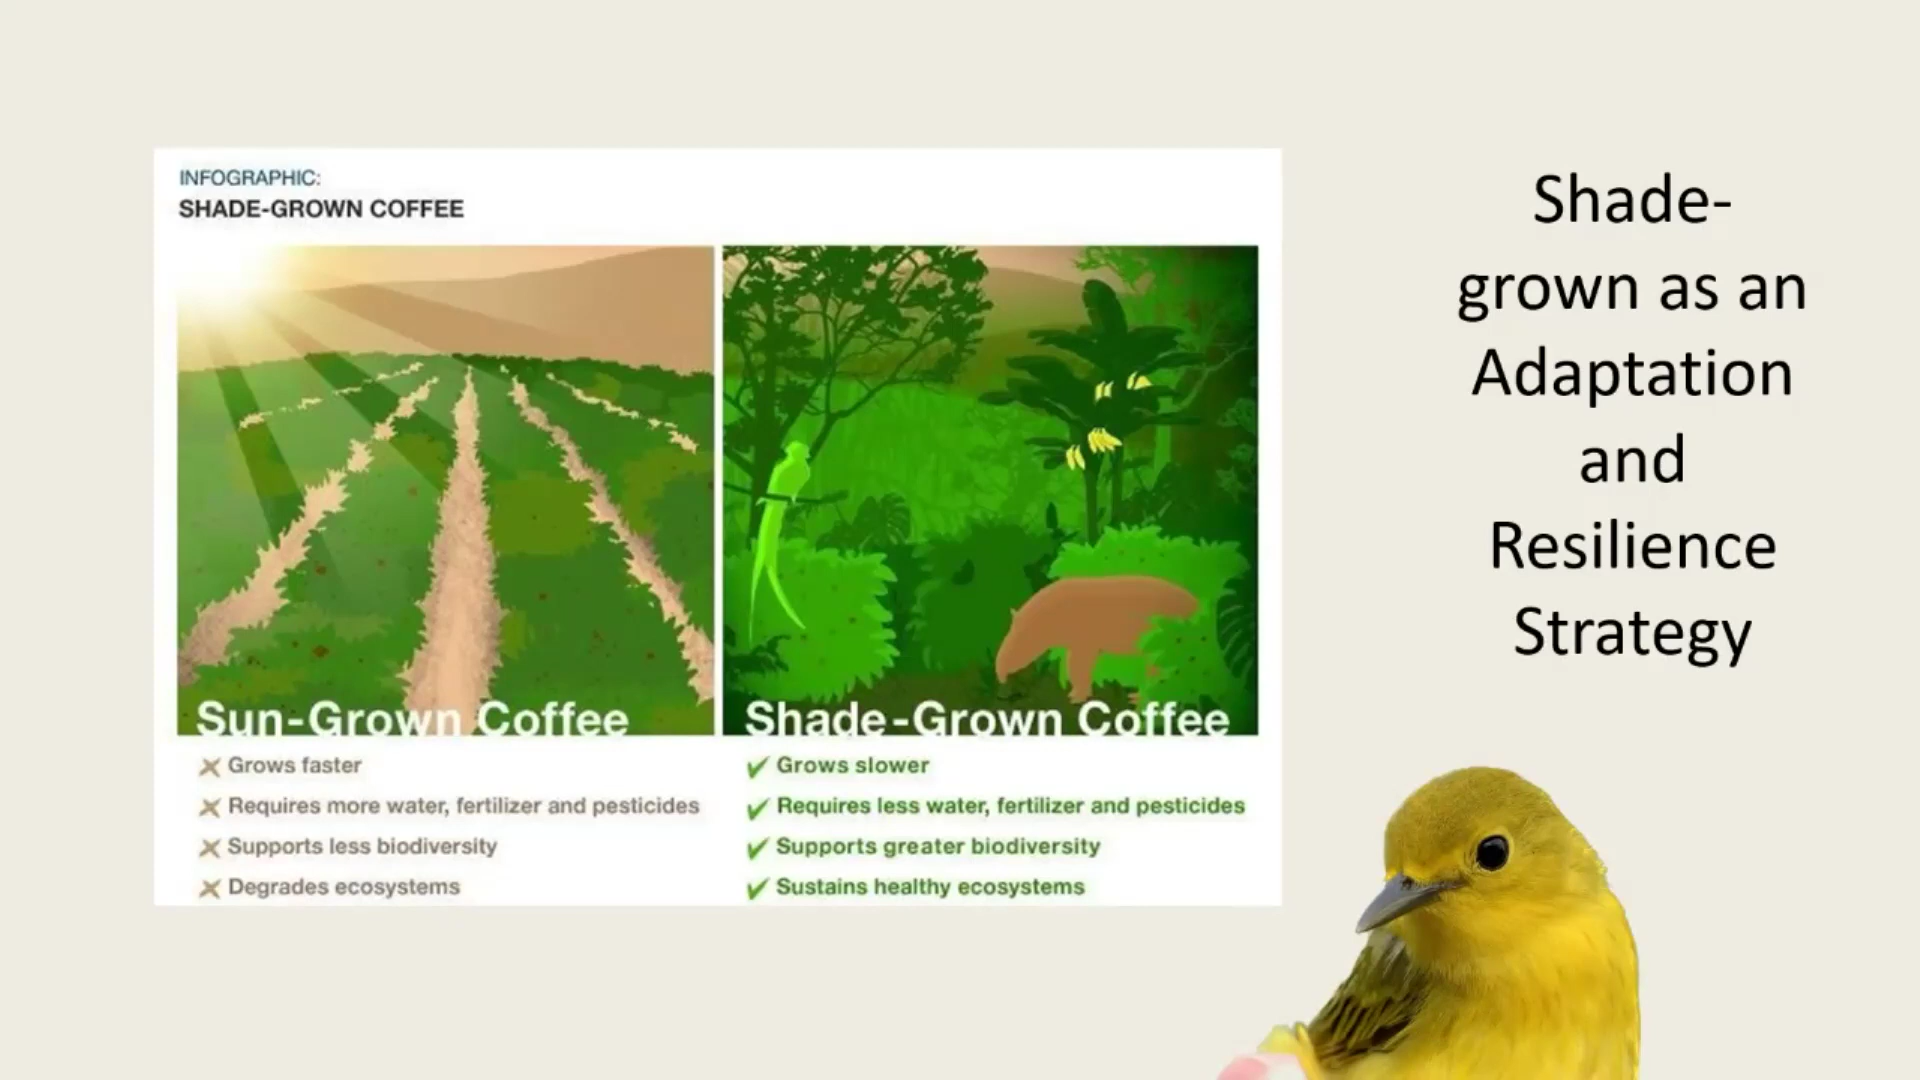 INFOGRAPHIC:
SHADE-GROWN COFFEE
Sun-Grown Coffee
Grows faster
Requires more water, fertilizer and pesticides
Supports less biodiversity
Degrades ecosystems
Shade-Grown Coffee
Grows slower
Requires less water, fertilizer and pesticides
Supports greater biodiversity
Sustains healthy ecosystems
Shade-
grown as an
Adaptation
and
Resilience
Strategy